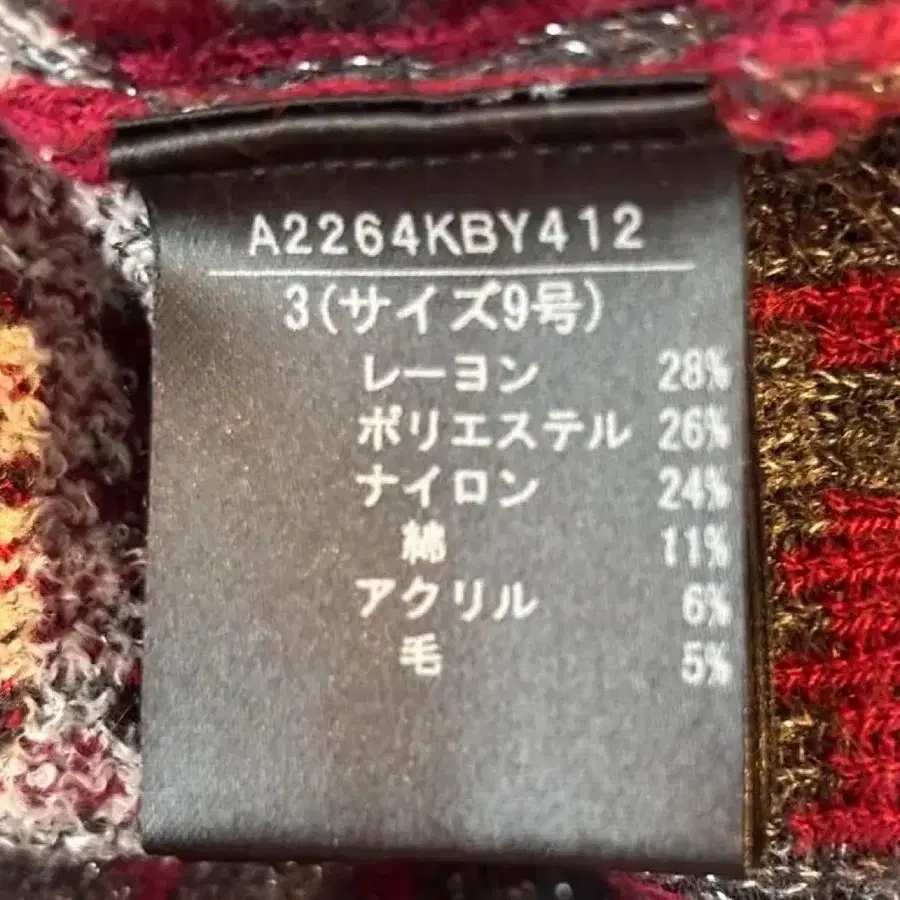 A2264KBY412
3(サイズ9号)
レーヨン 28%
ポリエステル 26%
ナイロン 24%
綿 11%
アクリル 6%
毛 5%